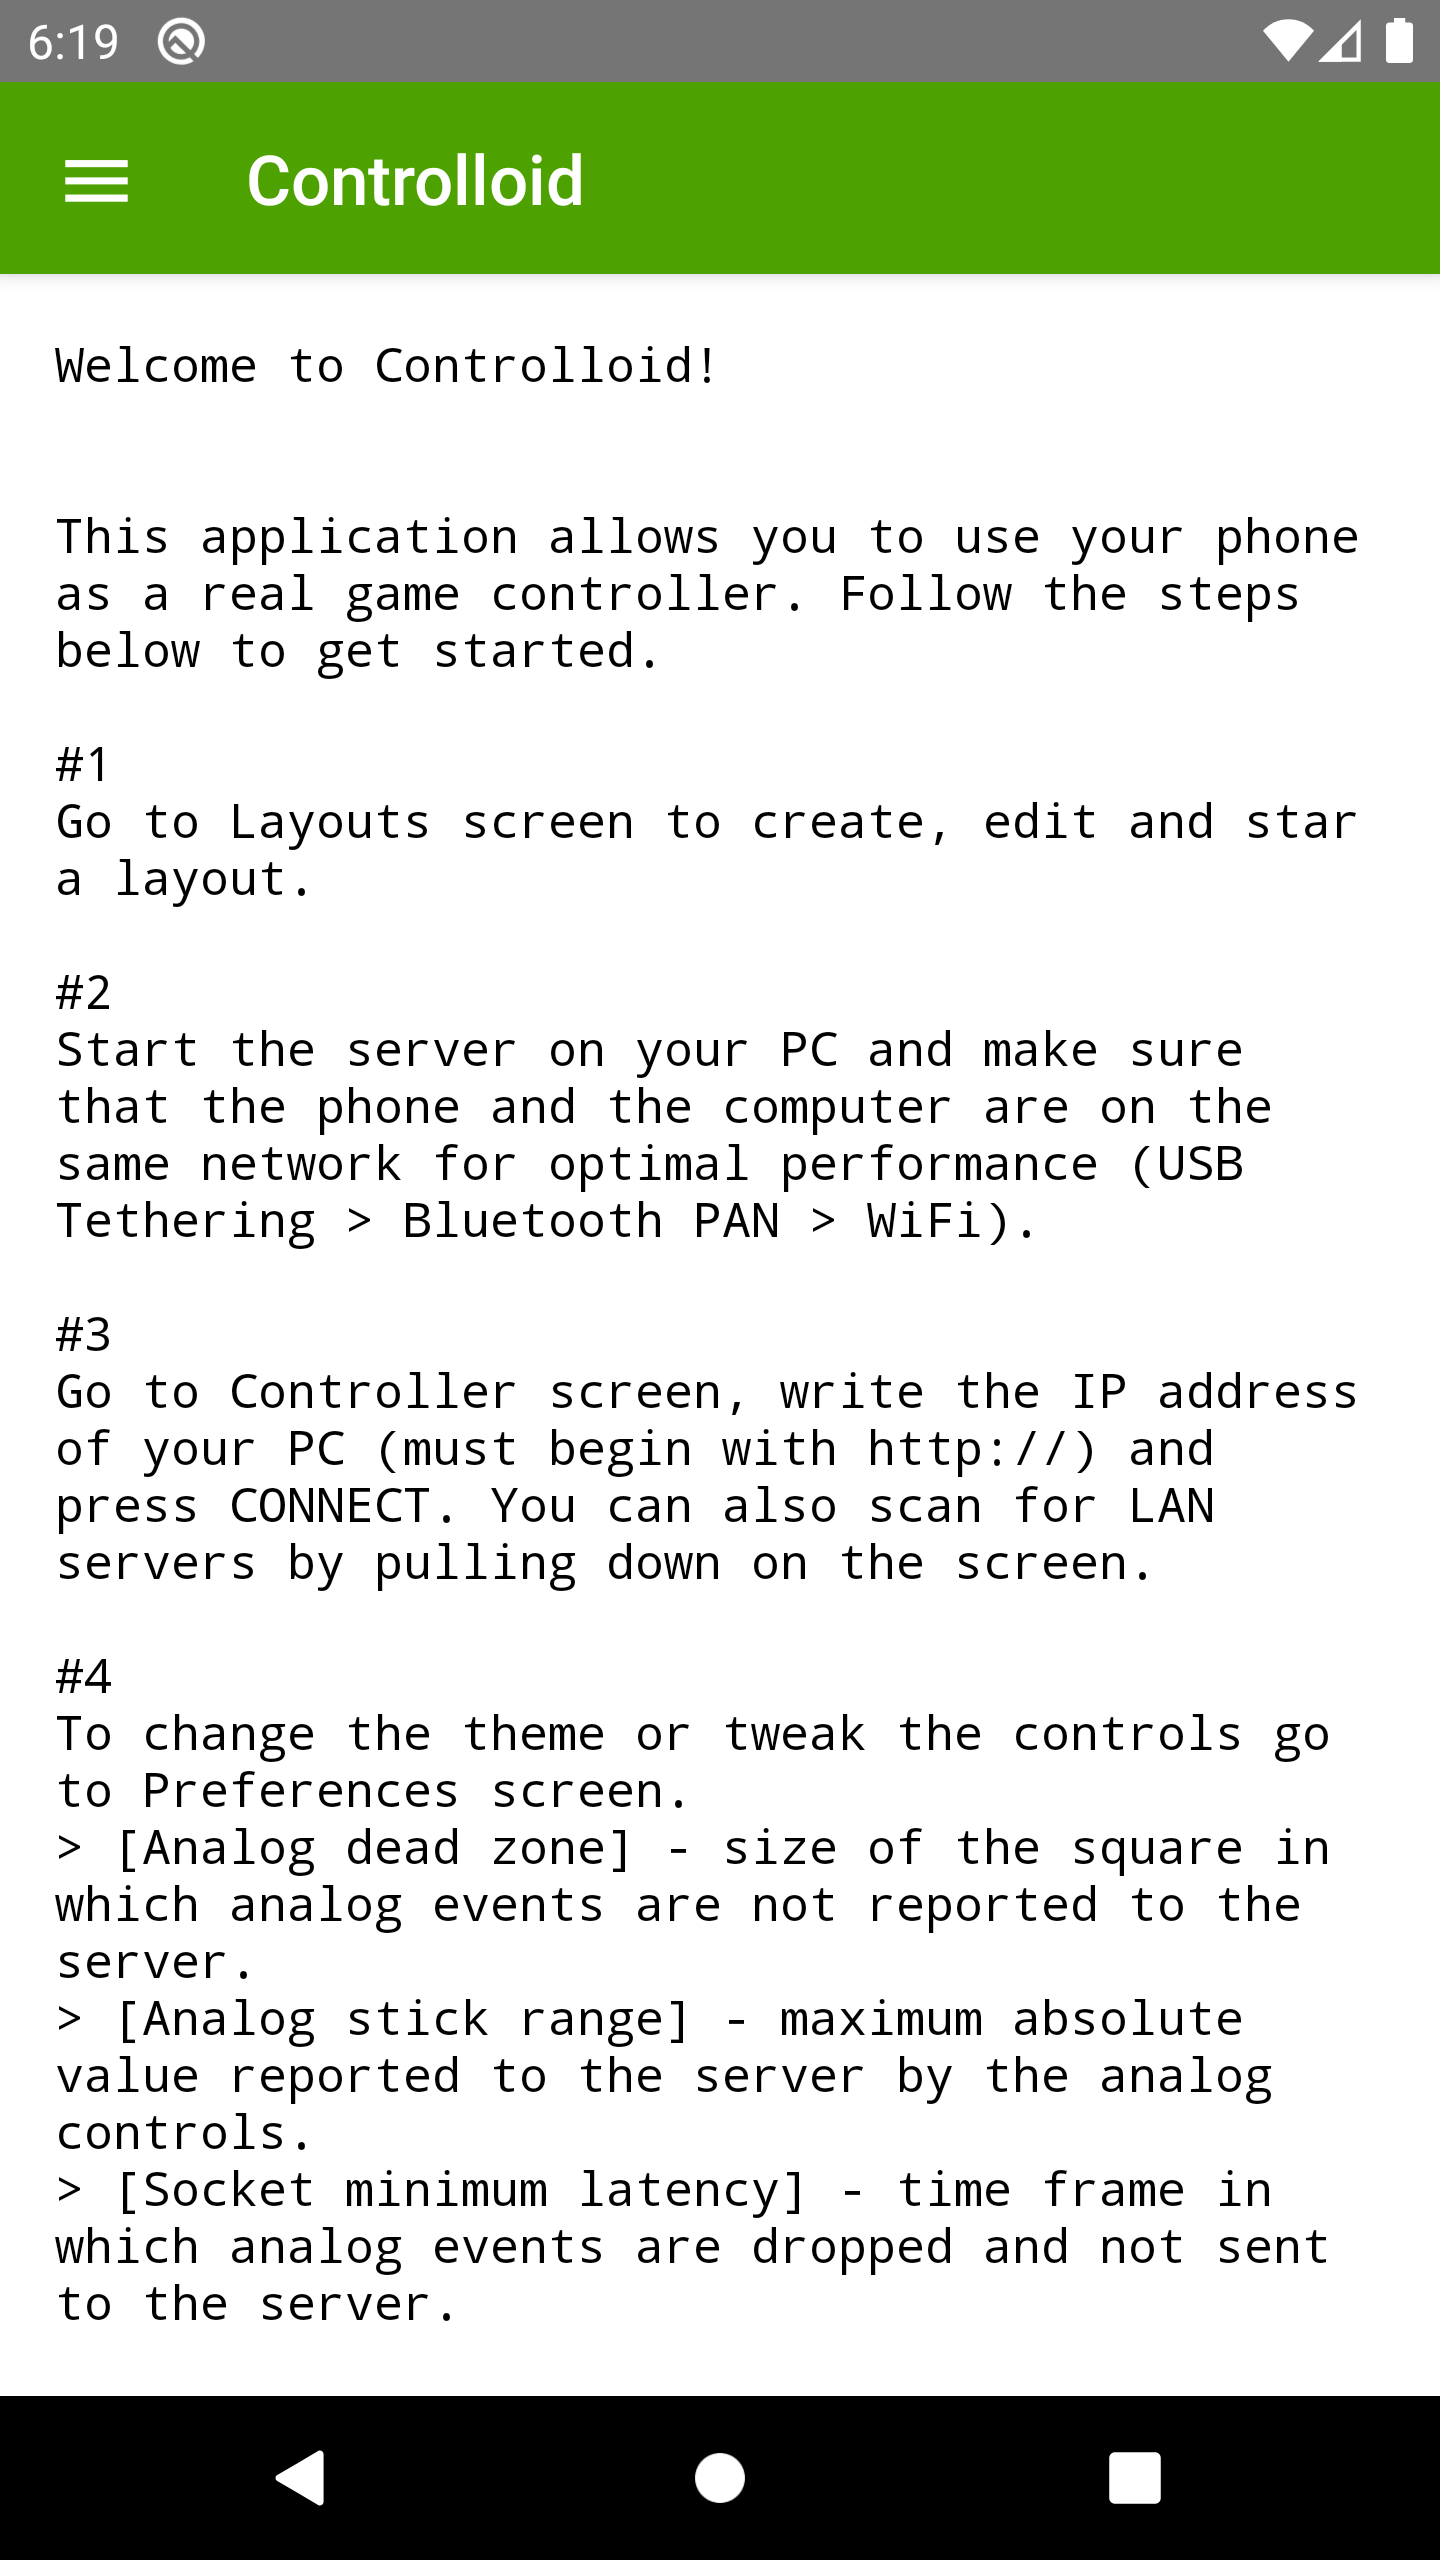 6:19
Controlloid
Welcome to Controlloid!
This application allows you to use your phone
as a real game controller. Follow the steps
below to get started.
#1
Go to Layouts screen to create, edit and star
a layout.
#2
Start the server on your PC and make sure
that the phone and the computer are on the
same network for optimal performance (USB
Tethering > Bluetooth PAN > WiFi).
#3
Go to Controller screen, write the IP address
of your PC (must begin with http://) and
press CONNECT. You can also scan for LAN
servers by pulling down on the screen.
#4
To change the theme or tweak the controls go
to Preferences screen.
> [Analog dead zone] - size of the square in
which analog events are not reported to the
server.
> [Analog stick range] - maximum absolute
value reported to the server by the analog
controls.
> [Socket minimum latency] - time frame in
which analog events are dropped and not sent
to the server.